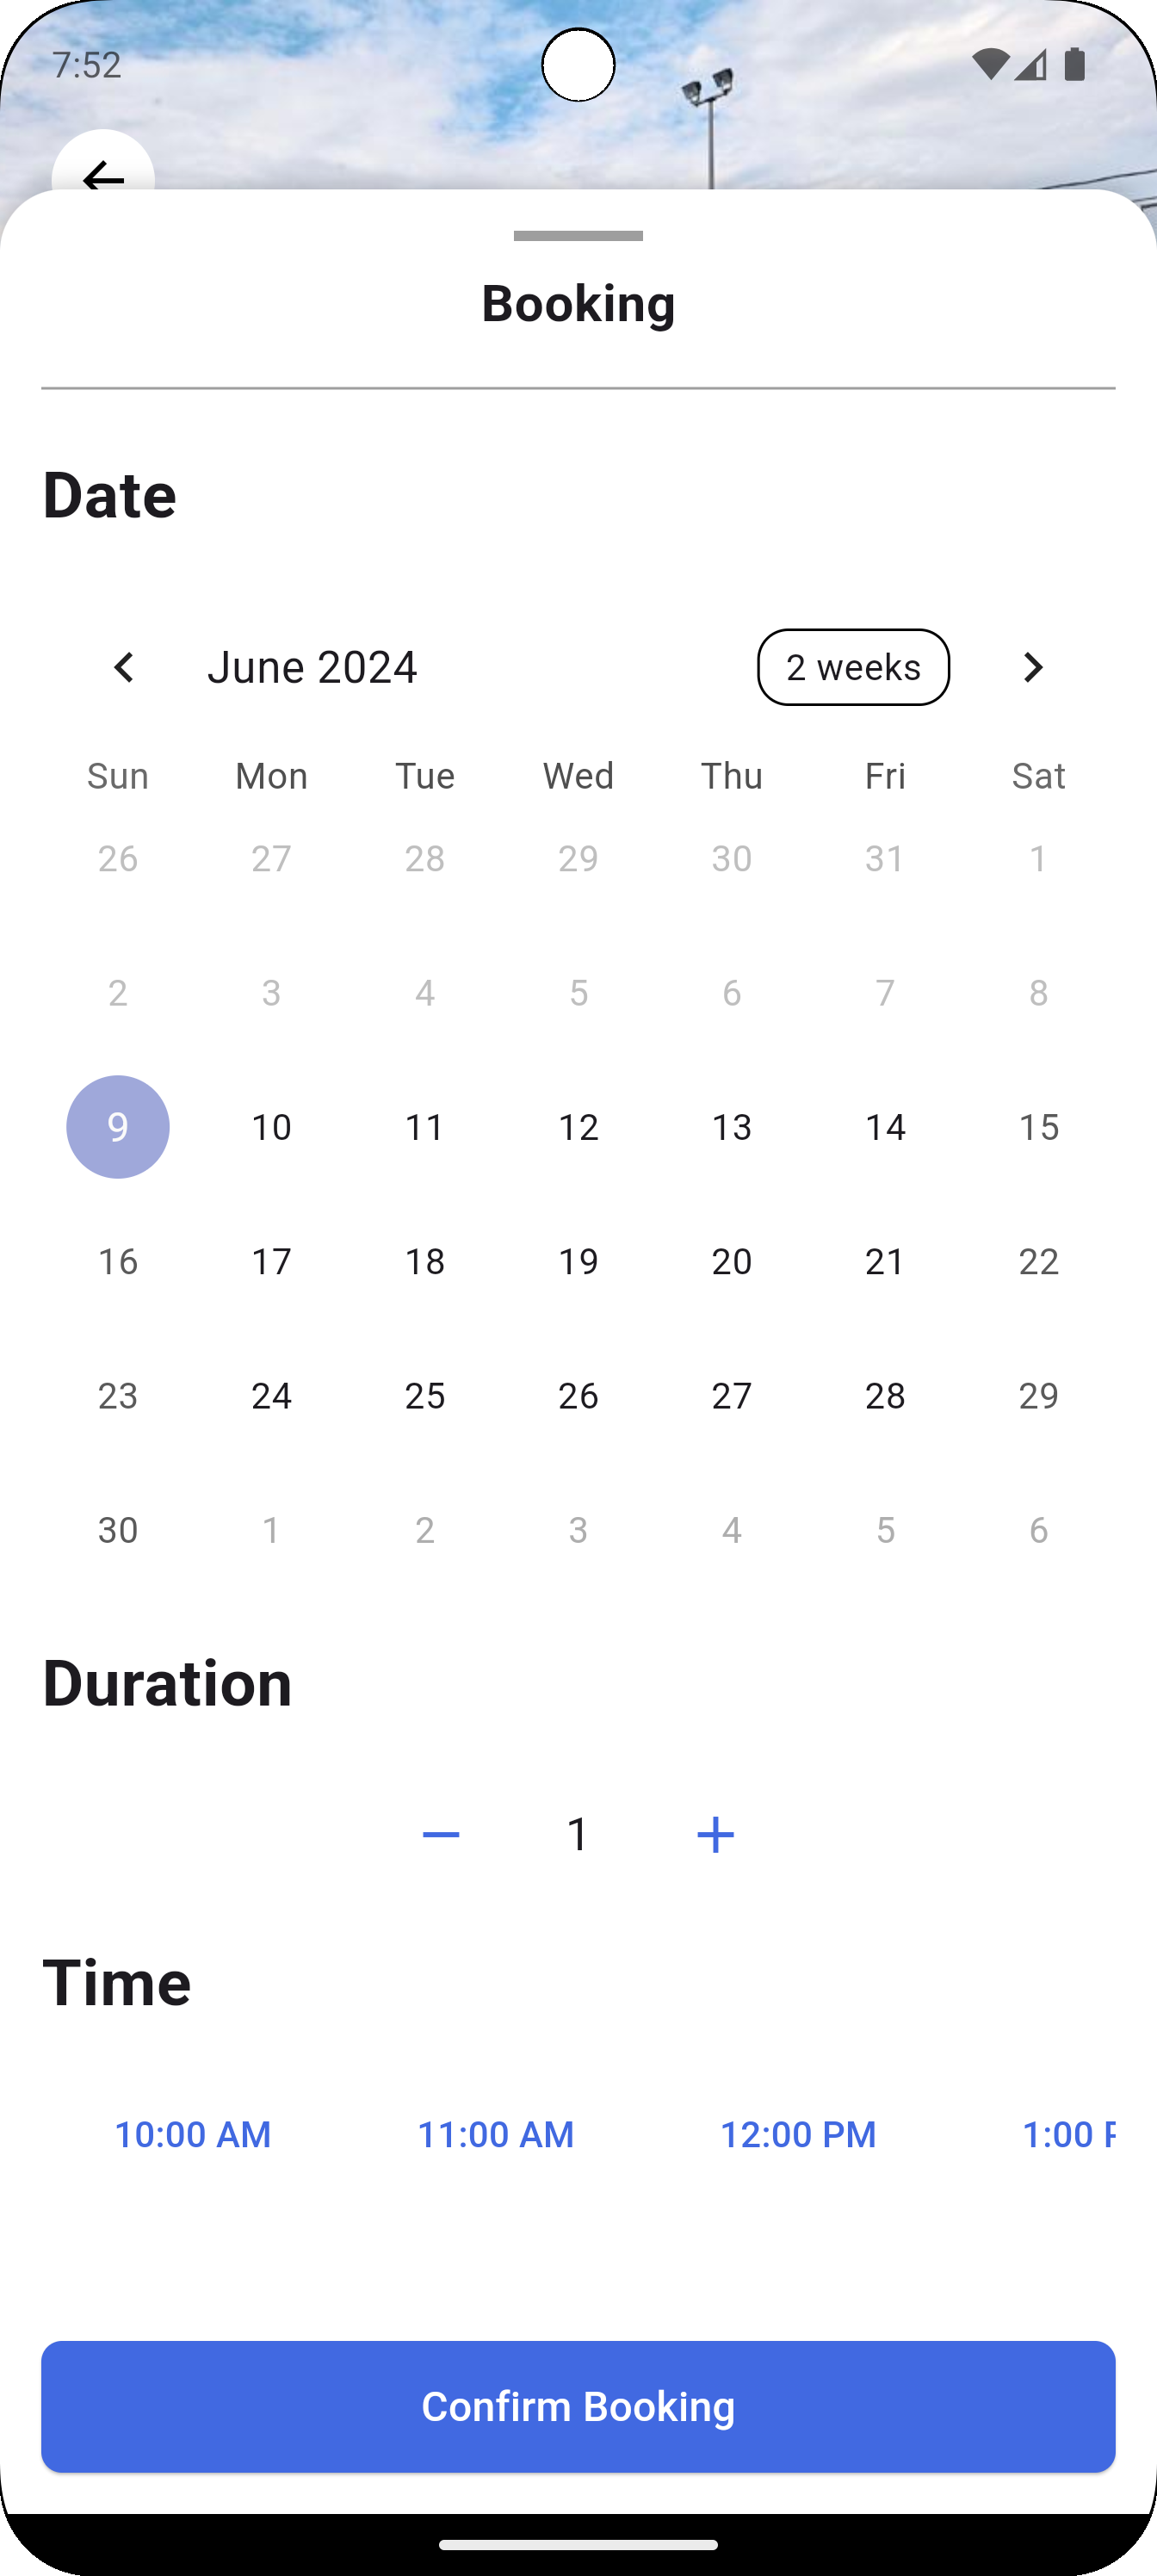 7:52
Booking
Date
June 2024
2 weeks
Sun Mon Tue Wed Thu Fri Sat
26 27 28 29 30 31 1
2 3 4 5 6 7 8
9 10 11 12 13 14 15
16 17 18 19 20 21 22
23 24 25 26 27 28 29
30 1 2 3 4 5 6
Duration
1
Time
10:00 AM 11:00 AM 12:00 PM 1:00
Confirm Booking